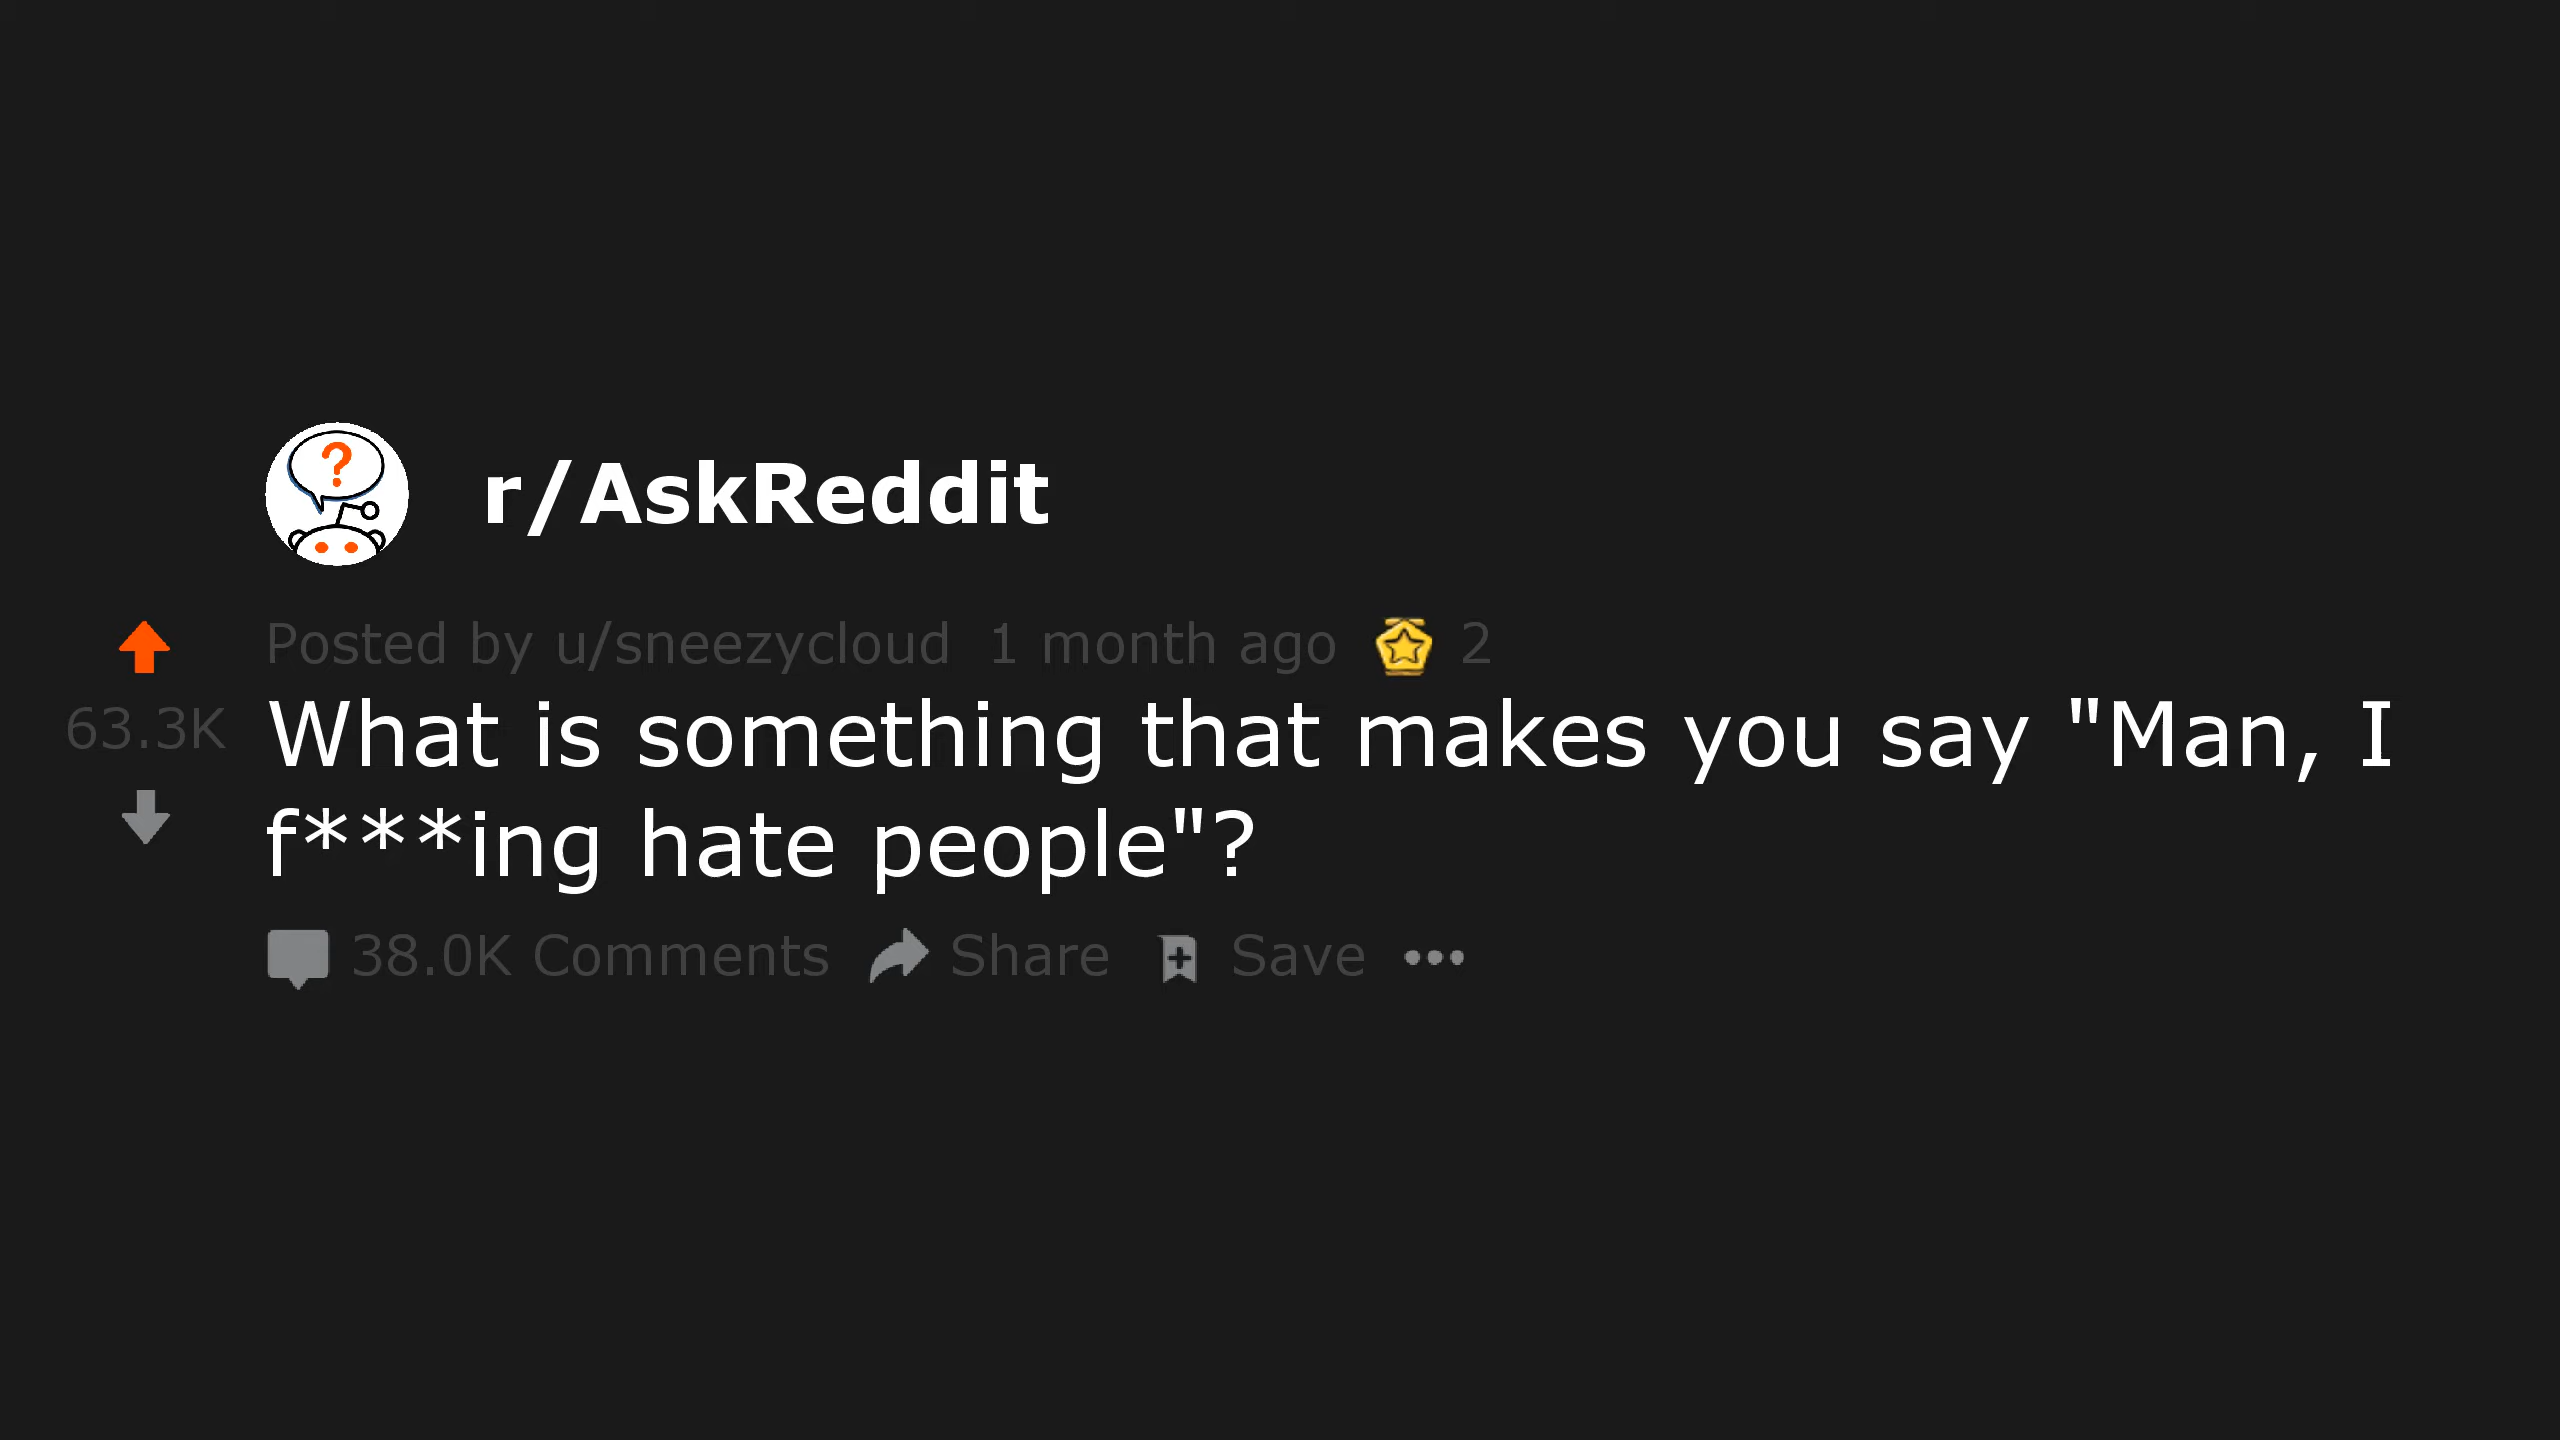 ?
r/AskReddit
Posted by u/sneezycloud 1 month ago 2
63.3K
What is something that makes you say "Man, I
f***ing hate people"?
38.0K Comments Share Save •••